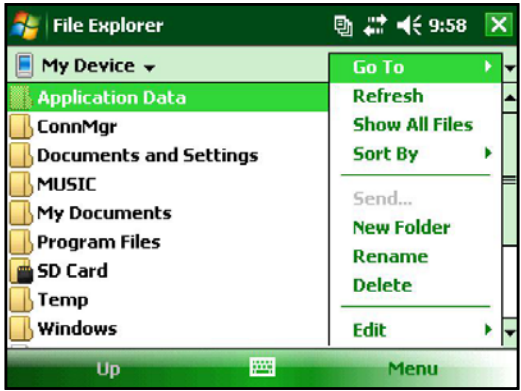 File Explorer 9:58
My Device
Application Data
ConnMgr
Documents and Settings
MUSIC
My Documents
Program Files
SD Card
Temp
Windows
Go To
Refresh
Show All Files
Sort By
Send...
New Folder
Rename
Delete
Edit
Up Menu